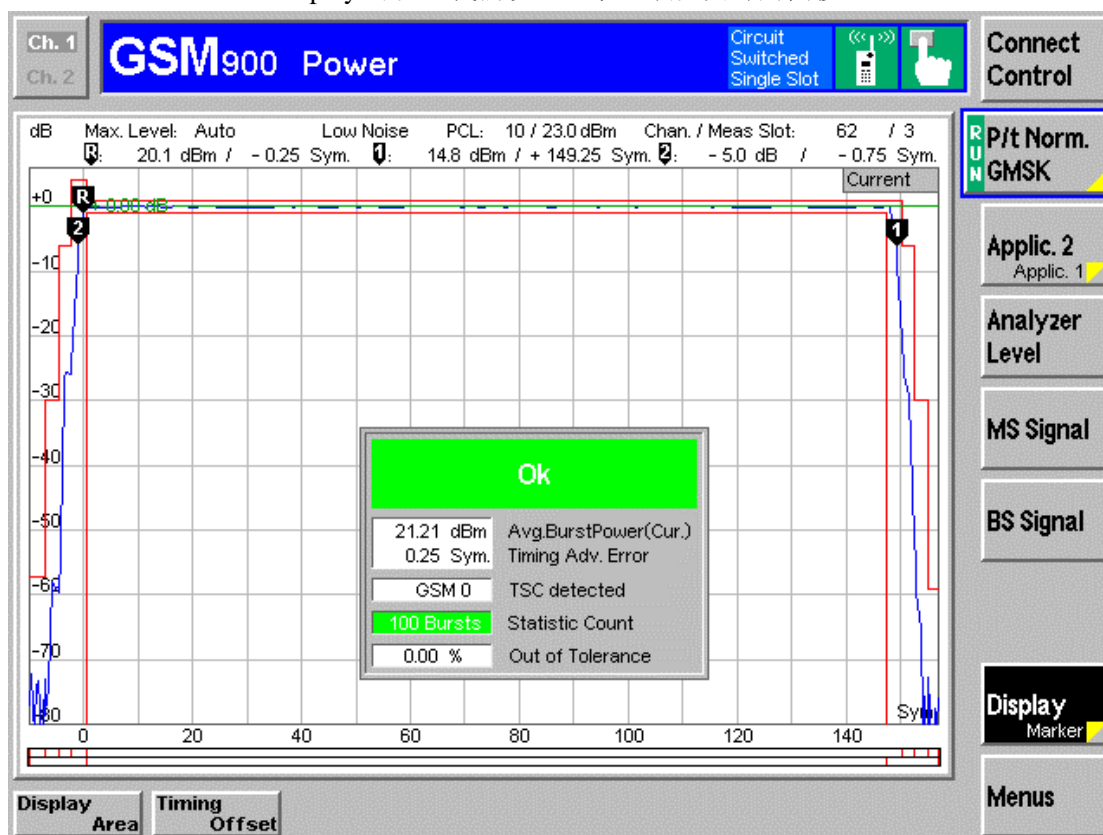 Ch. 1
Ch. 2
GSM900 Power
Circuit
Switched
Single Slot
Connect
Control
dB Max. Level: Auto Low Noise PCL: 10 / 23.0 dBm Chan. / Meas Slot: 62 / 3
R: 20.1 dBm / - 0.25 Sym. 1: 14.8 dBm / + 149.25 Sym. 2: - 5.0 dB / - 0.75 Sym.
Current
RUN
P/t Norm.
GMSK
+0
R
+ 0.00 dB
2
1
-10
-20
-30
-40
-50
-60
-70
-80
Applic. 2
Applic. 1
Analyzer
Level
MS Signal
BS Signal
Ok
21.21 dBm Avg.BurstPower(Cur.)
0.25 Sym. Timing Adv. Error
GSM 0 TSC detected
100 Bursts Statistic Count
0.00 % Out of Tolerance
0 20 40 60 80 100 120 140
Display
Marker
Menus
Display
Area
Timing
Offset